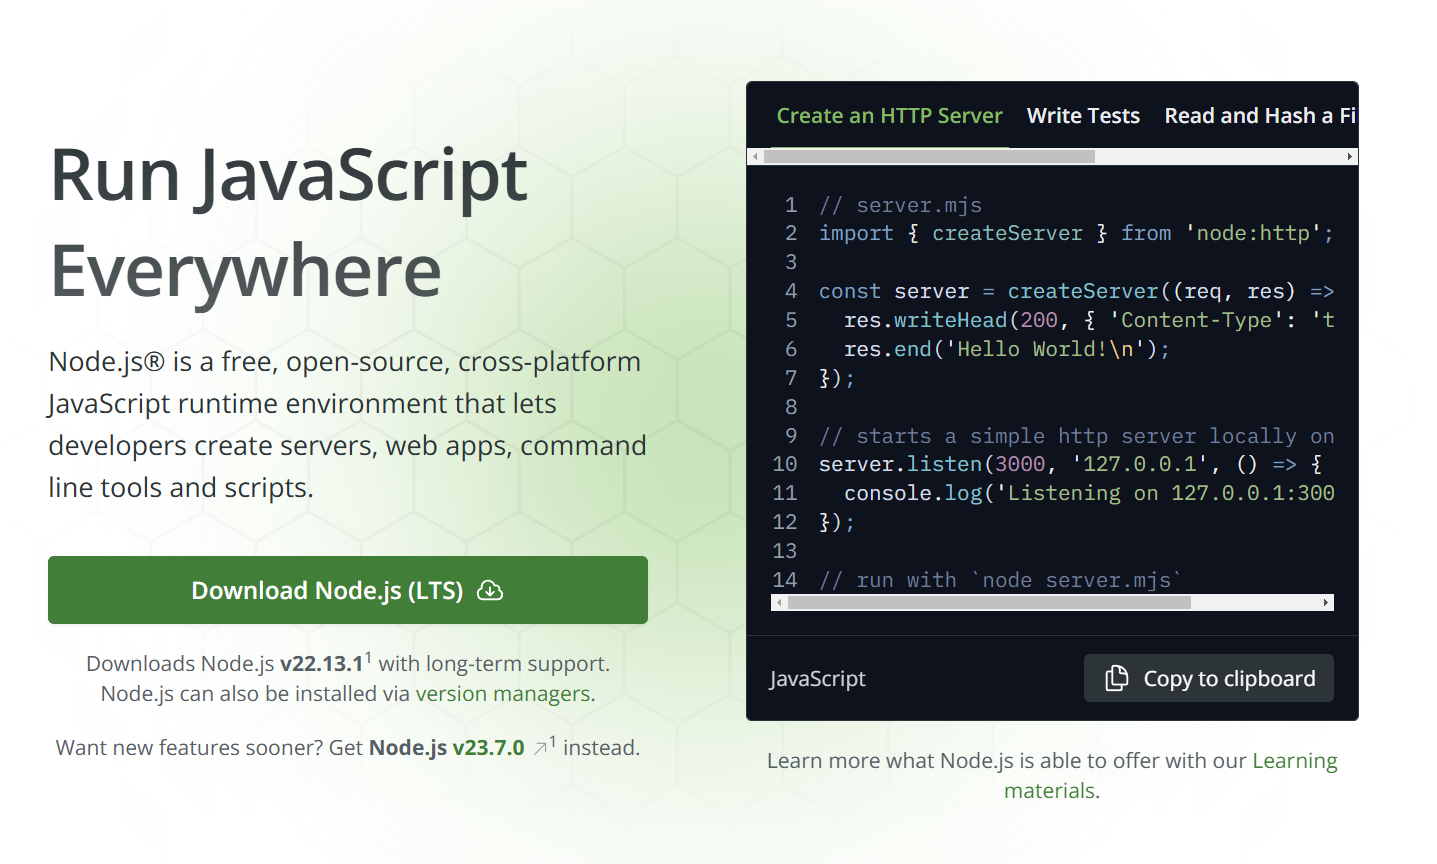 Run JavaScript
Everywhere
Node.js® is a free, open-source, cross-platform
JavaScript runtime environment that lets
developers create servers, web apps, command
line tools and scripts.
Download Node.js (LTS)
Downloads Node.js v22.13.1¹ with long-term support.
Node.js can also be installed via version managers.
Want new features sooner? Get Node.js v23.7.0 ↗¹ instead.
Create an HTTP Server Write Tests Read and Hash a Fi
1 // server.mjs
2 import { createServer } from 'node:http';
3
4 const server = createServer((req, res) =>
5   res.writeHead(200, { 'Content-Type': 't
6   res.end('Hello World!\n');
7 });
8
9 // starts a simple http server locally on
10 server.listen(3000, '127.0.0.1', () => {
11   console.log('Listening on 127.0.0.1:300
12 });
13
14 // run with `node server.mjs`
JavaScript Copy to clipboard
Learn more what Node.js is able to offer with our Learning
materials.